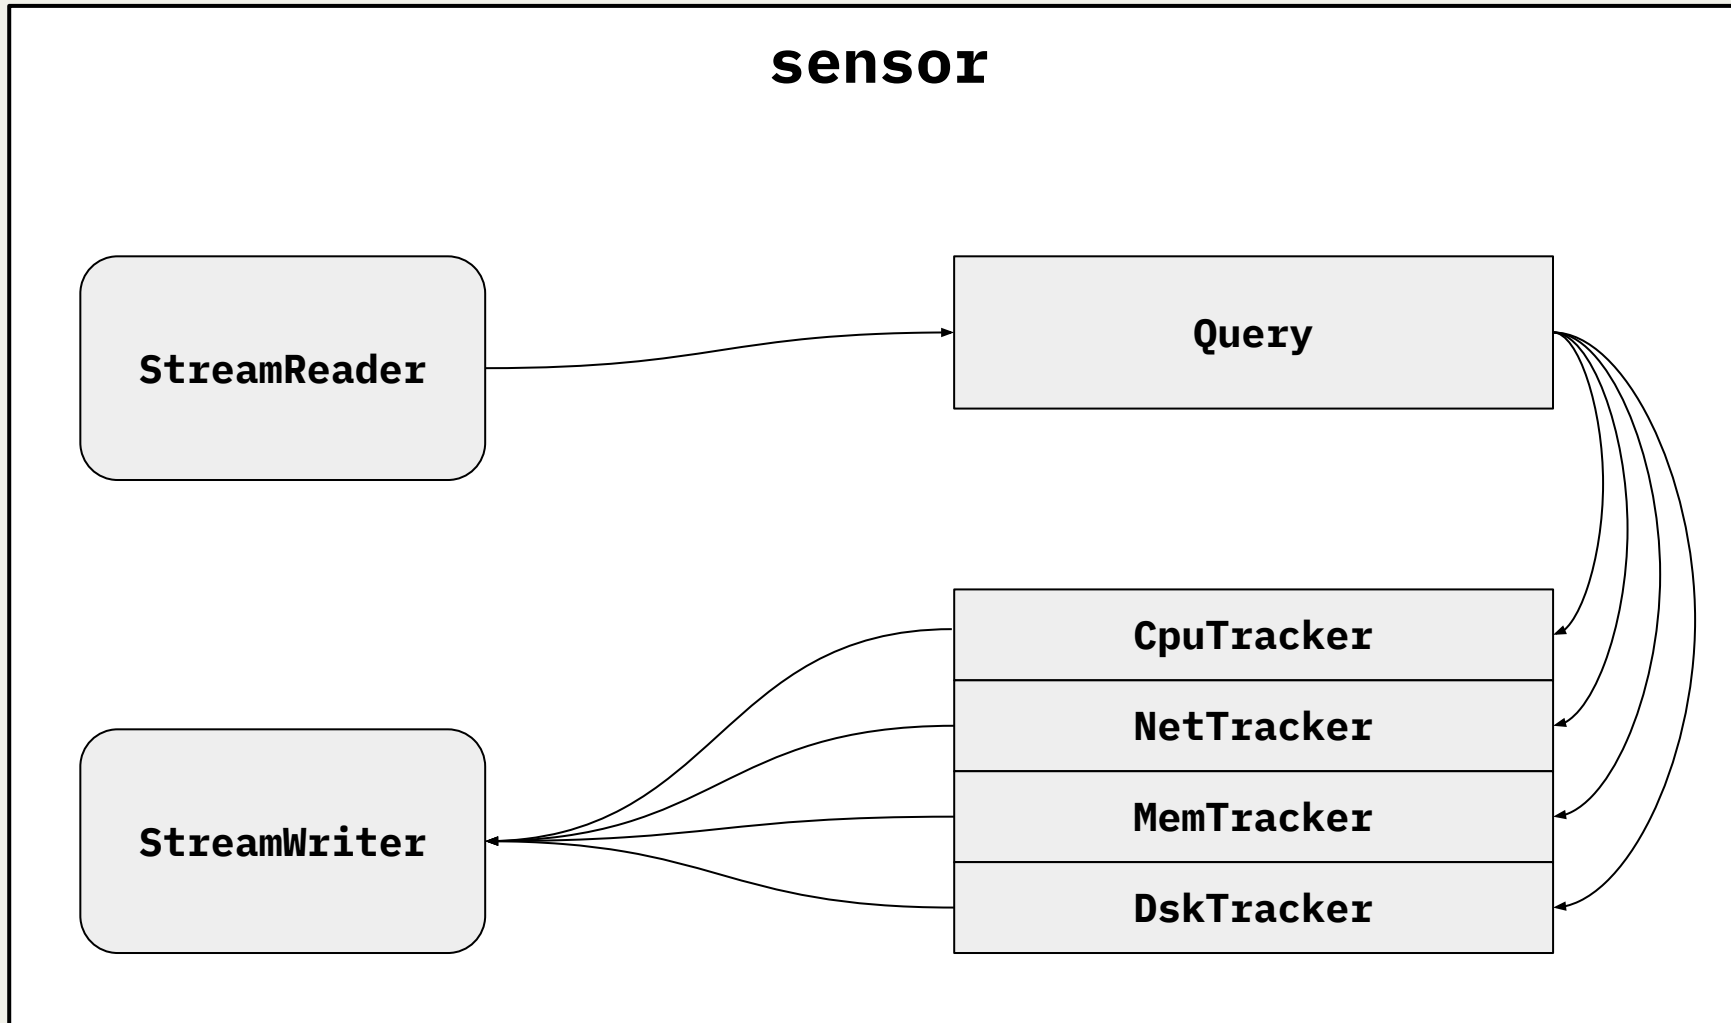 sensor
StreamReader
Query
CpuTracker
NetTracker
MemTracker
StreamWriter
DskTracker